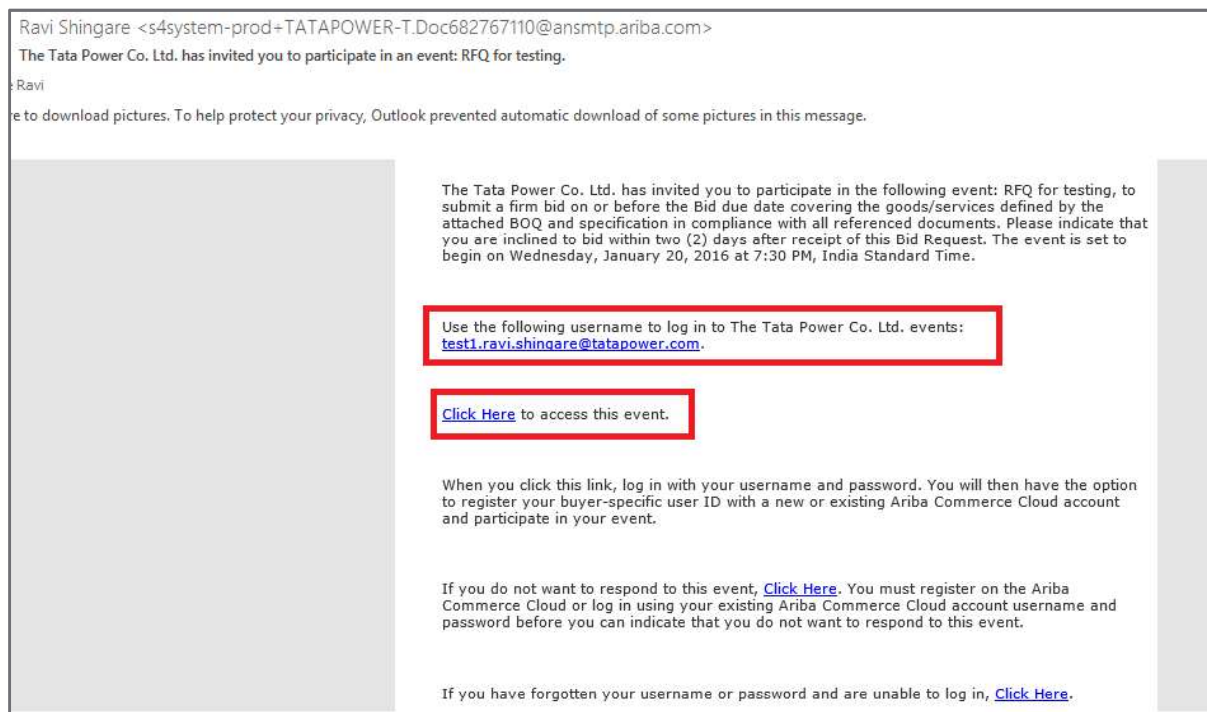 Ravi Shingare <s4system-prod+TATAPOWER-T.Doc682767110@ansmtp.ariba.com>
The Tata Power Co. Ltd. has invited you to participate in an event: RFQ for testing.
Ravi
re to download pictures. To help protect your privacy, Outlook prevented automatic download of some pictures in this message.
The Tata Power Co. Ltd. has invited you to participate in the following event: RFQ for testing, to
submit a firm bid on or before the Bid due date covering the goods/services defined by the
attached BOQ and specification in compliance with all referenced documents. Please indicate that
you are inclined to bid within two (2) days after receipt of this Bid Request. The event is set to
begin on Wednesday, January 20, 2016 at 7:30 PM, India Standard Time.
Use the following username to log in to The Tata Power Co. Ltd. events:
test1.ravi.shingare@tatapower.com.
Click Here to access this event.
When you click this link, log in with your username and password. You will then have the option
to register your buyer-specific user ID with a new or existing Ariba Commerce Cloud account
and participate in your event.
If you do not want to respond to this event, Click Here. You must register on the Ariba
Commerce Cloud or log in using your existing Ariba Commerce Cloud account username and
password before you can indicate that you do not want to respond to this event.
If you have forgotten your username or password and are unable to log in, Click Here.